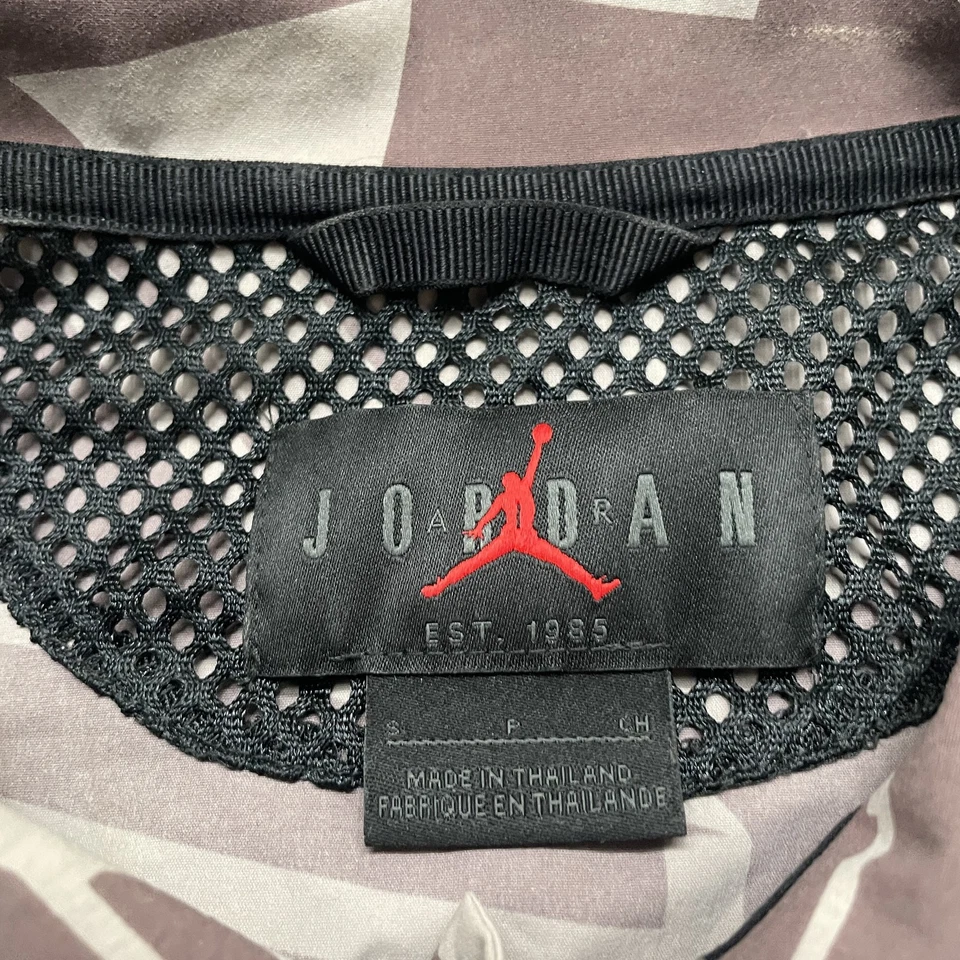 JORDAN
AIR
EST. 1985
S P CH
MADE IN THAILAND
FABRIQUE EN THAILANDE